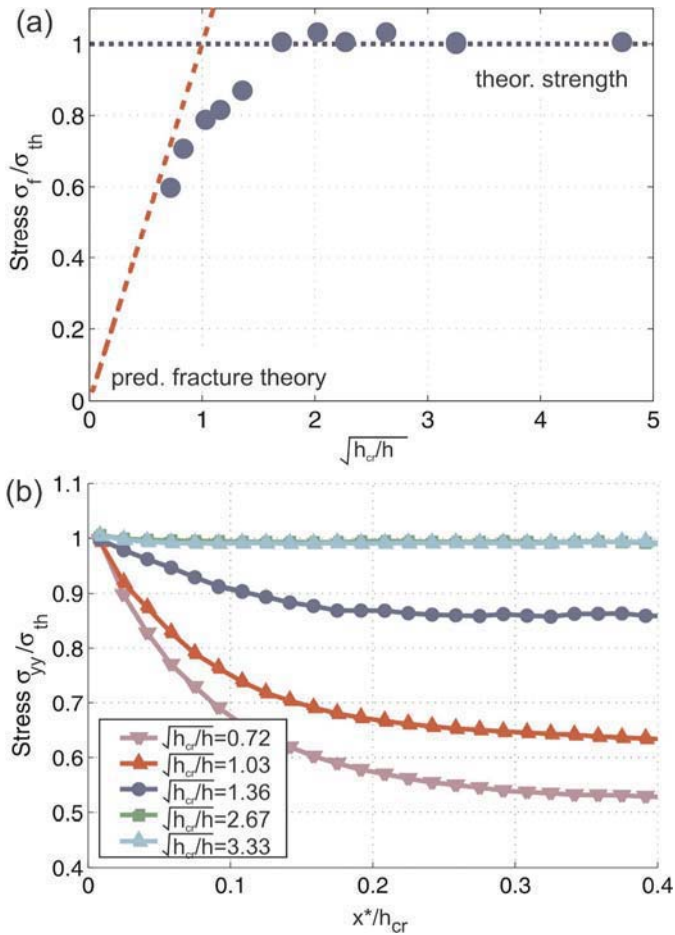 (a)
Stress σf/σth
1
0.8
0.6
0.4
0.2
0
theor. strength
pred. fracture theory
0 1 2 3 4 5
√hcr/h
(b)
Stress σyy/σth
1.1
1
0.9
0.8
0.7
0.6
0.5
0.4
√hcr/h=0.72
√hcr/h=1.03
√hcr/h=1.36
√hcr/h=2.67
√hcr/h=3.33
0 0.1 0.2 0.3 0.4
x*/hcr